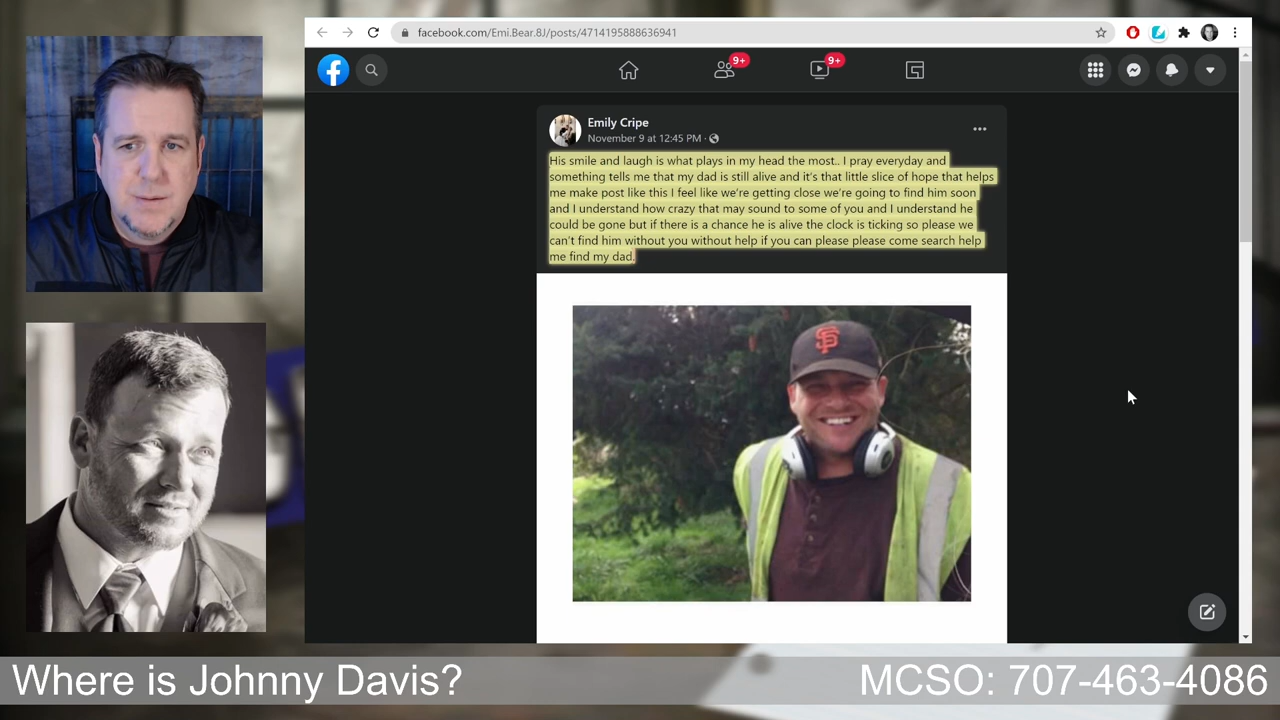 facebook.com/Emi.Bear.8J/posts/4714195888636941
9+
9+
Emily Cripe
November 9 at 12:45 PM ·
His smile and laugh is what plays in my head the most.. I pray everyday and
something tells me that my dad is still alive and it's that little slice of hope that helps
me make post like this I feel like we're getting close we're going to find him soon
and I understand how crazy that may sound to some of you and I understand he
could be gone but if there is a chance he is alive the clock is ticking so please we
can't find him without you without help if you can please please come search help
me find my dad.
SF
Where is Johnny Davis?
MCSO: 707-463-4086